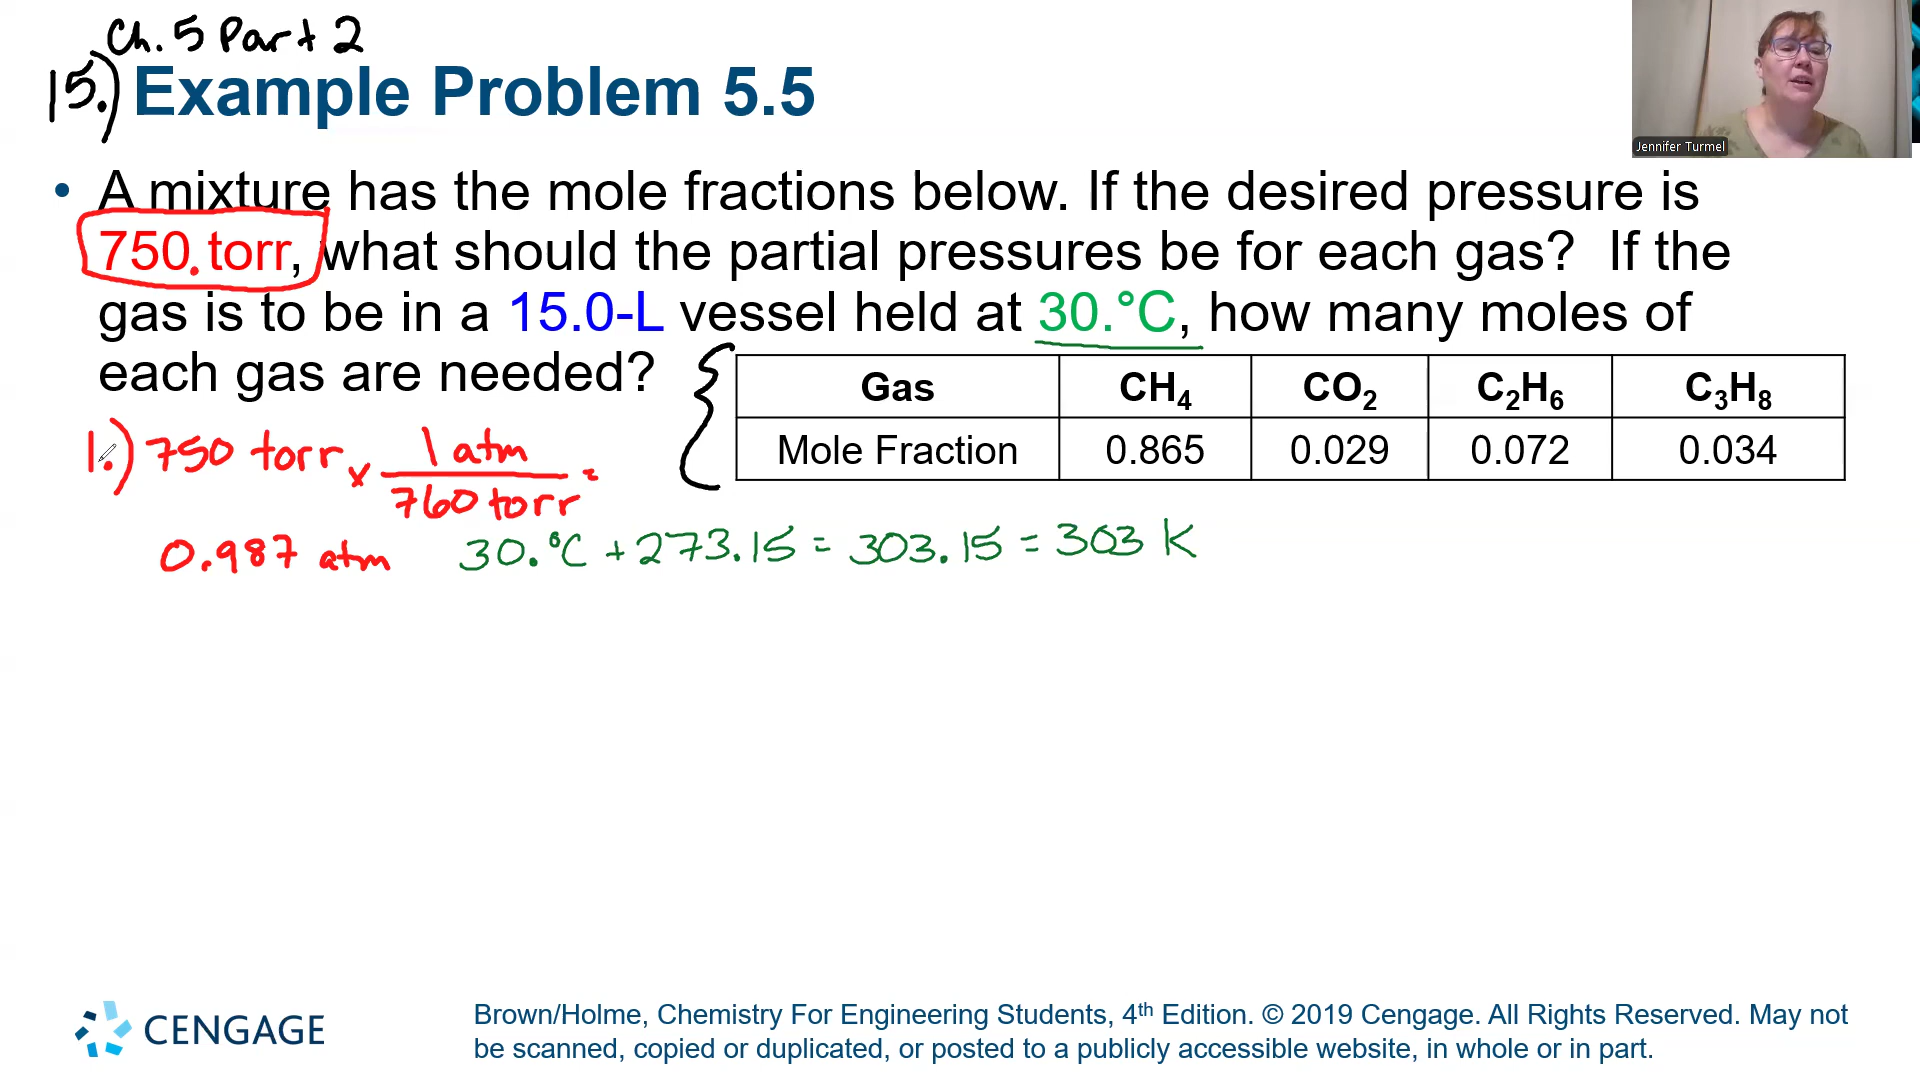 Ch. 5 Part 2
15.) Example Problem 5.5
Jennifer Turmel
• A mixture has the mole fractions below. If the desired pressure is
750. torr, what should the partial pressures be for each gas? If the
gas is to be in a 15.0-L vessel held at 30.°C, how many moles of
each gas are needed?
Gas CH4 CO2 C2H6 C3H8
Mole Fraction 0.865 0.029 0.072 0.034
1.) 750 torr x 1 atm / 760 torr =
0.987 atm 30.°C + 273.15 = 303.15 = 303 K
CENGAGE
Brown/Holme, Chemistry For Engineering Students, 4th Edition. © 2019 Cengage. All Rights Reserved. May not
be scanned, copied or duplicated, or posted to a publicly accessible website, in whole or in part.